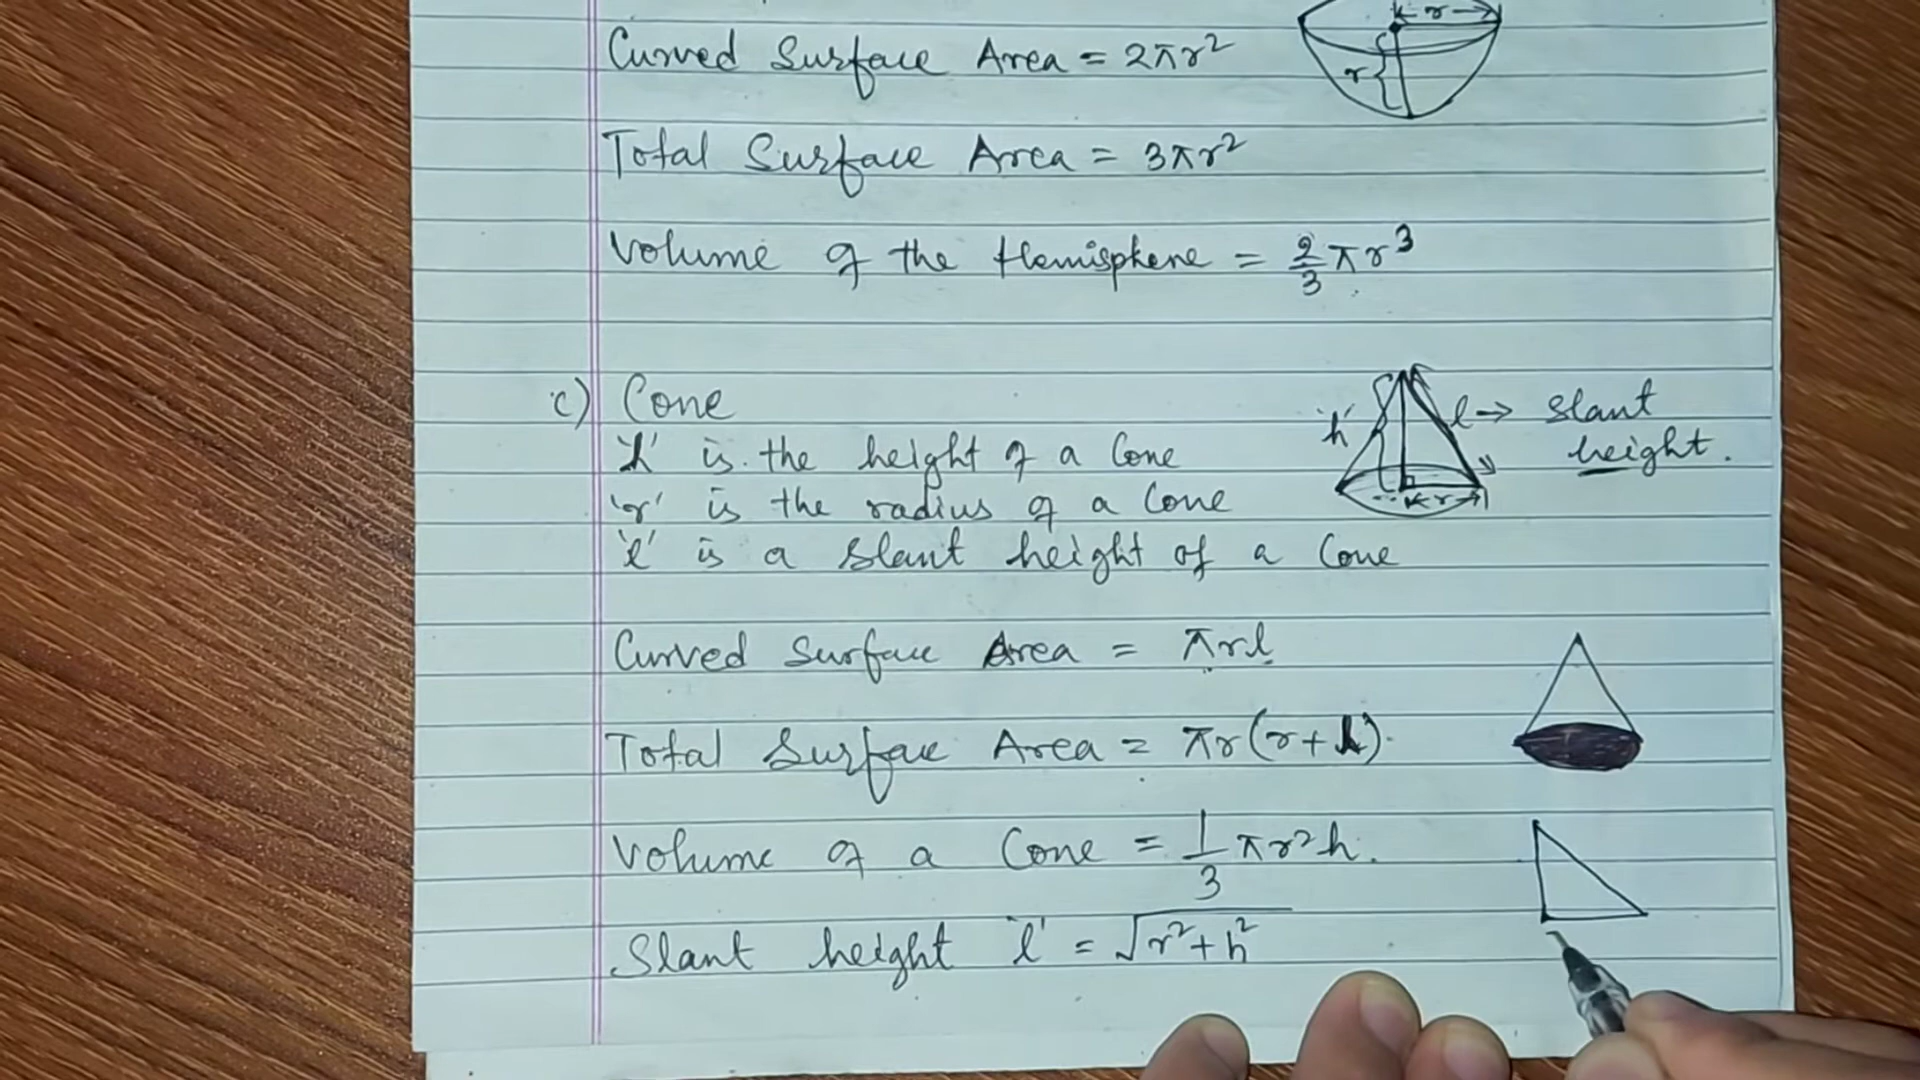 Curved Surface Area = 2πr²
r
r
Total Surface Area = 3πr²
Volume of the Hemisphere = 2/3 πr³
c) Cone
'h' l → slant height.
r
'h' is the height of a Cone
'r' is the radius of a Cone
'l' is a slant height of a Cone
Curved Surface Area = πrl
Total Surface Area = πr(r+l).
Volume of a Cone = 1/3 πr²h.
Slant height 'l' = √r²+h²